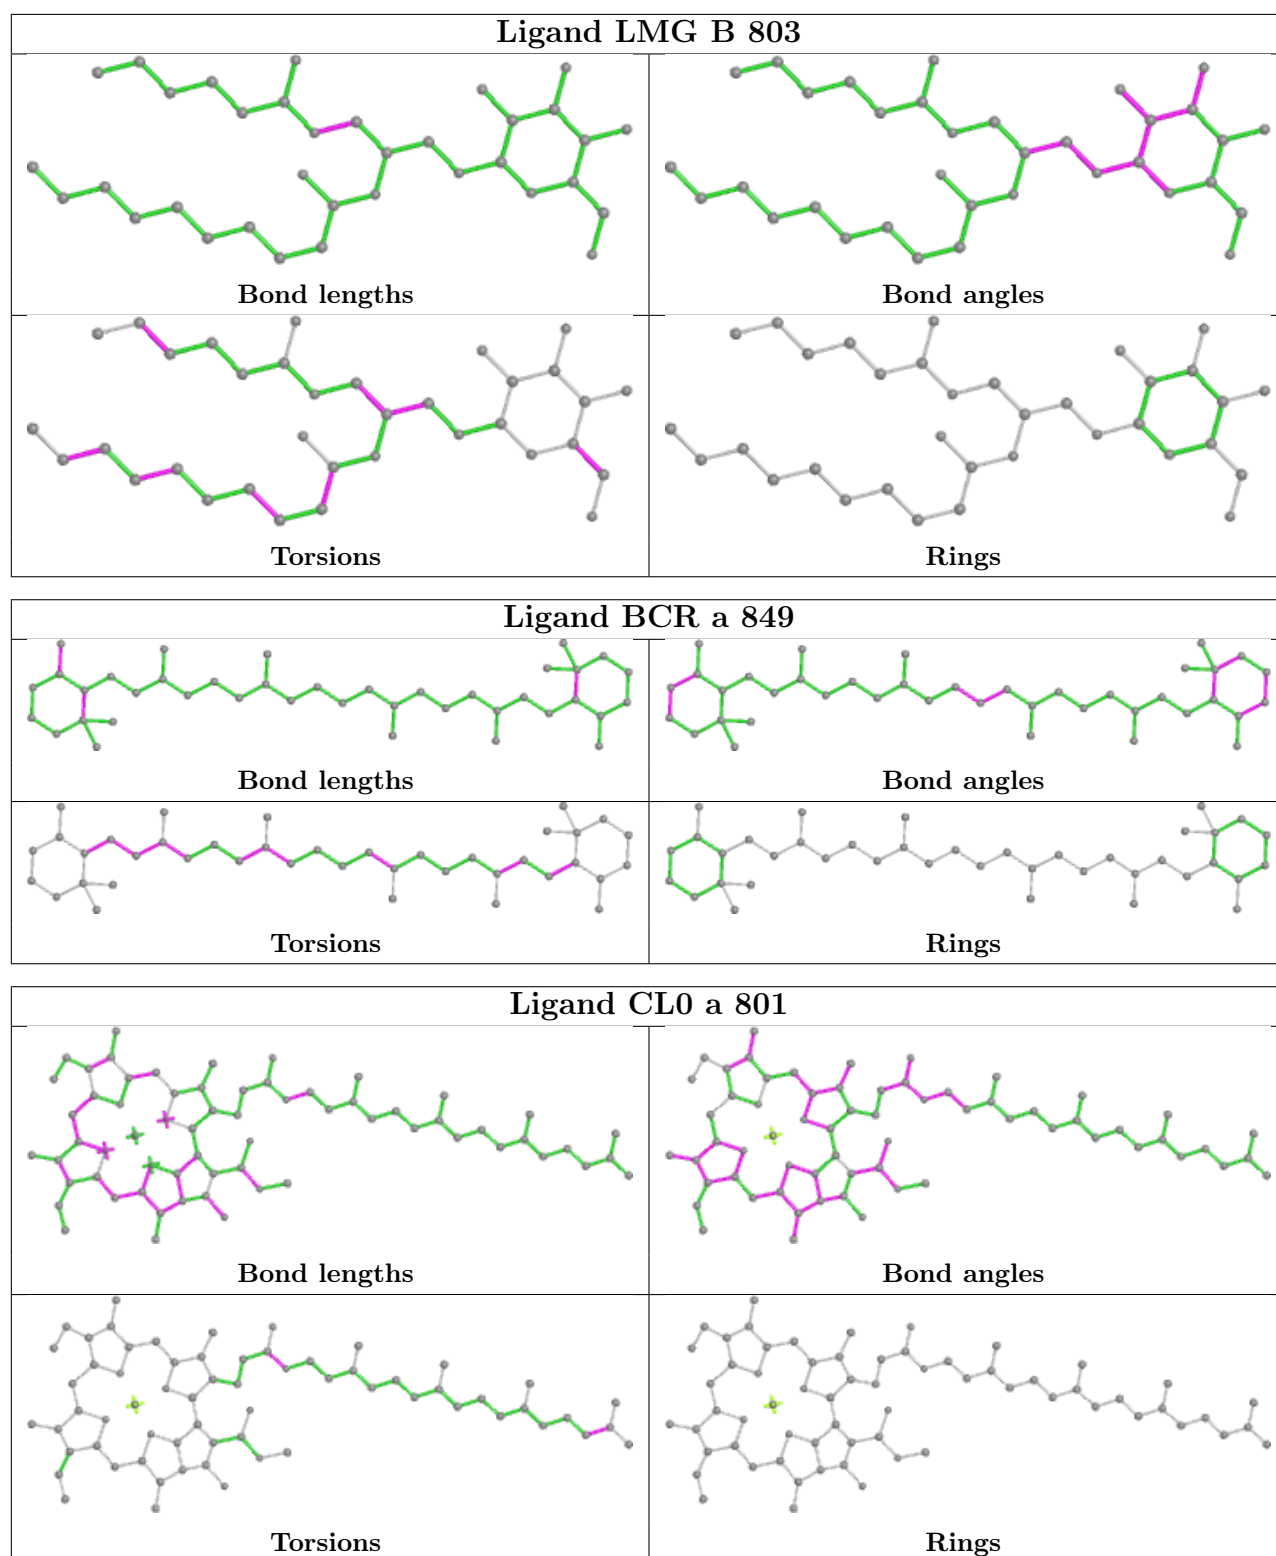 Ligand LMG B 803
Bond lengths
Bond angles
Torsions
Rings
Ligand BCR a 849
Bond lengths
Bond angles
Torsions
Rings
Ligand CL0 a 801
Bond lengths
Bond angles
Torsions
Rings